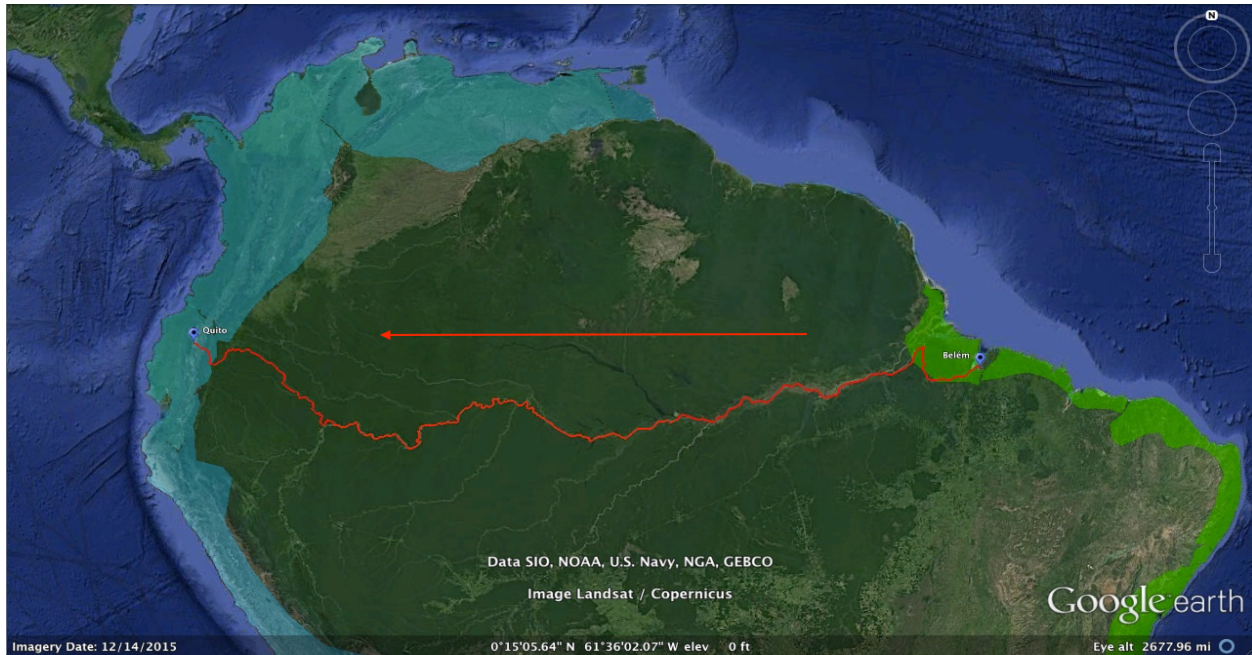 N
Quito
Belém
Data SIO, NOAA, U.S. Navy, NGA, GEBCO
Image Landsat / Copernicus
Google earth
Imagery Date: 12/14/2015
0°15'05.64" N 61°36'02.07" W elev 0 ft
Eye alt 2677.96 mi